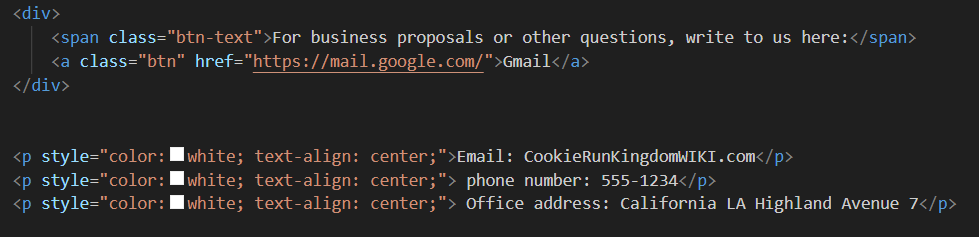 <div>
<span class="btn-text">For business proposals or other questions, write to us here:</span>
<a class="btn" href="https://mail.google.com/">Gmail</a>
</div>
<p style="color:white; text-align: center;">Email: CookieRunKingdomWIKI.com</p>
<p style="color:white; text-align: center;"> phone number: 555-1234</p>
<p style="color:white; text-align: center;"> Office address: California LA Highland Avenue 7</p>